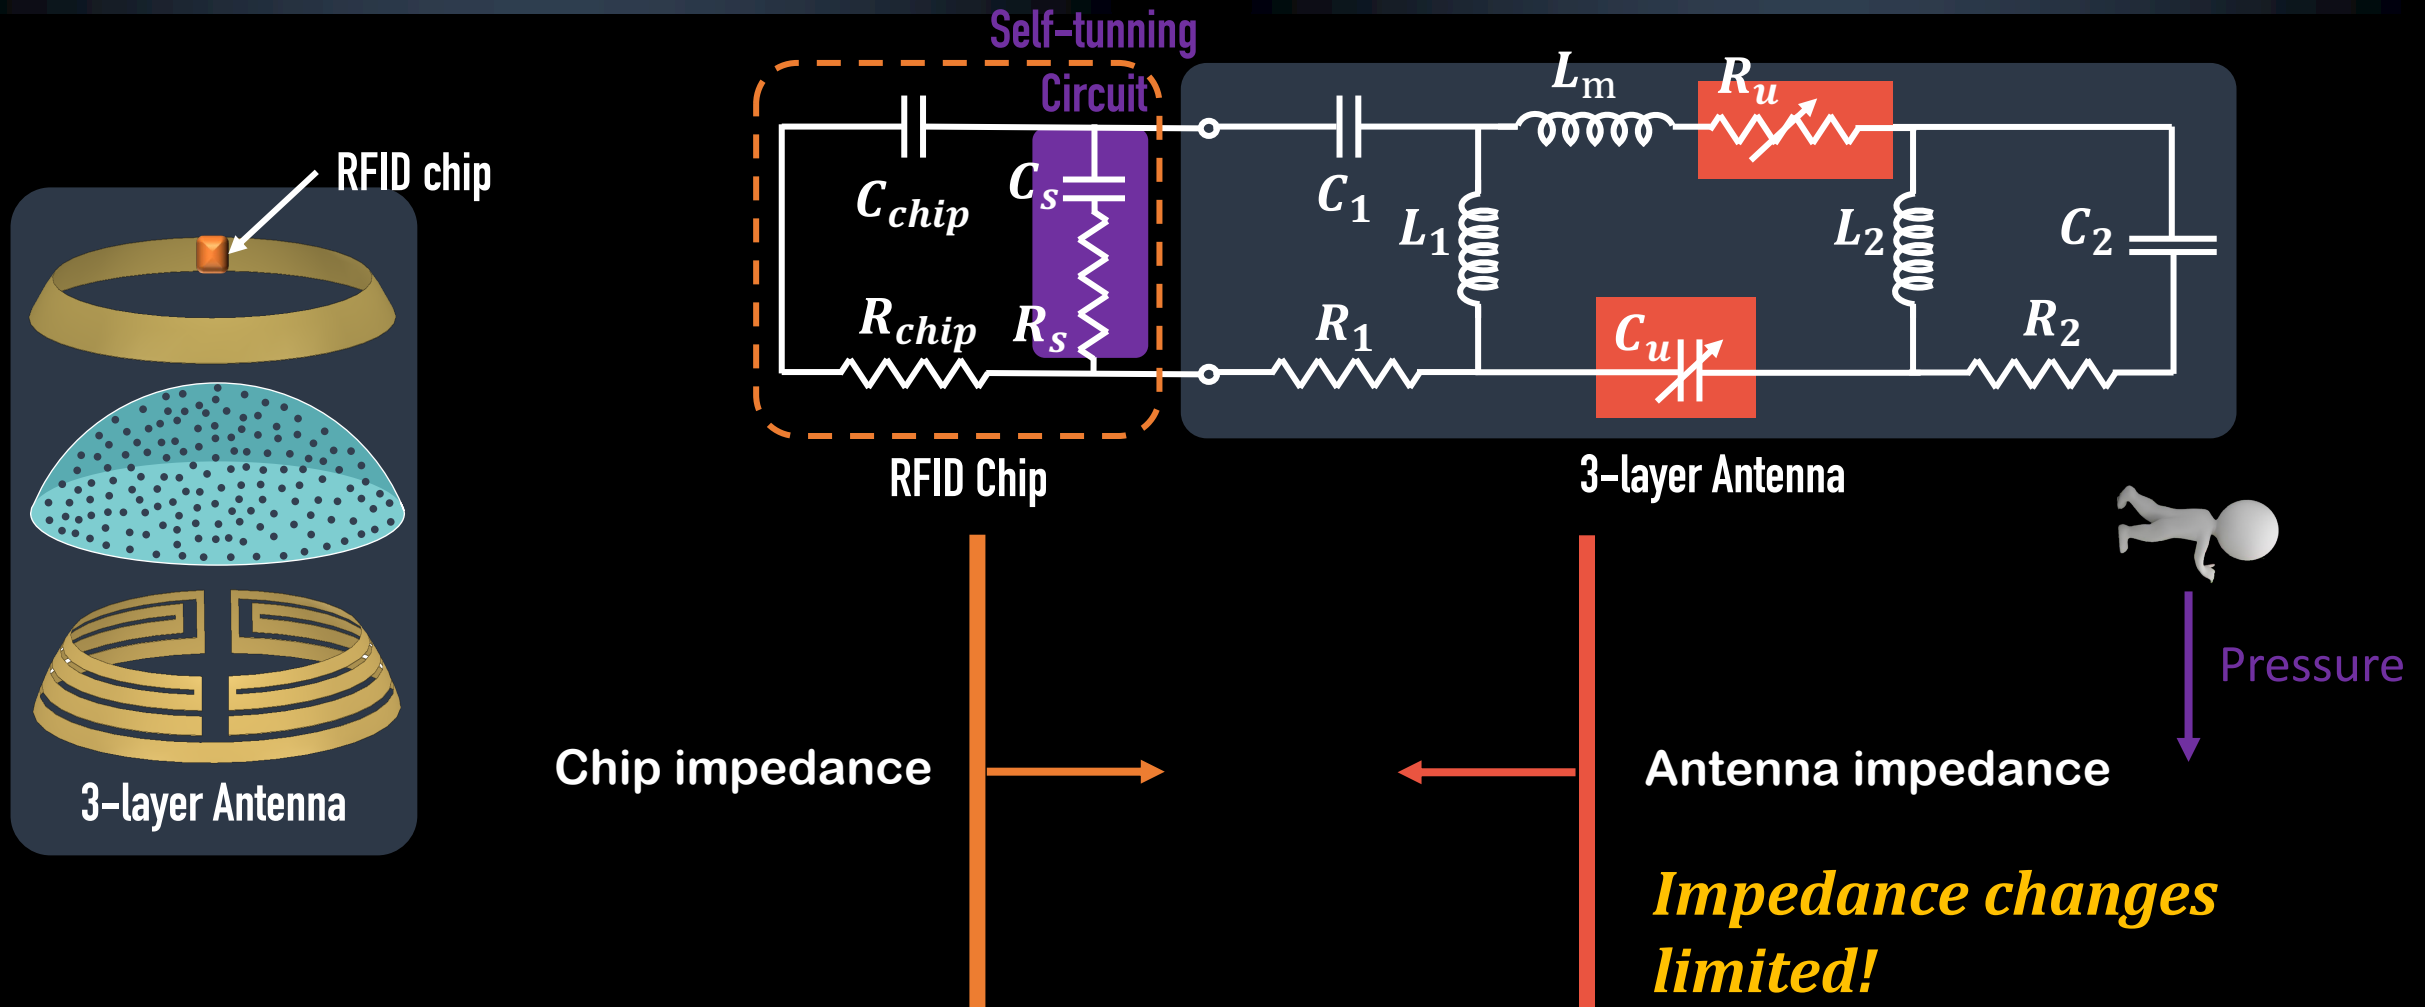 Self-tunning
Circuit
RFID chip
3-layer Antenna
C_chip
R_chip
C_s
R_s
RFID Chip
C_1
L_m
R_u
L_1
L_2
C_2
R_1
C_u
R_2
3-layer Antenna
Pressure
Chip impedance
Antenna impedance
Impedance changes
limited!